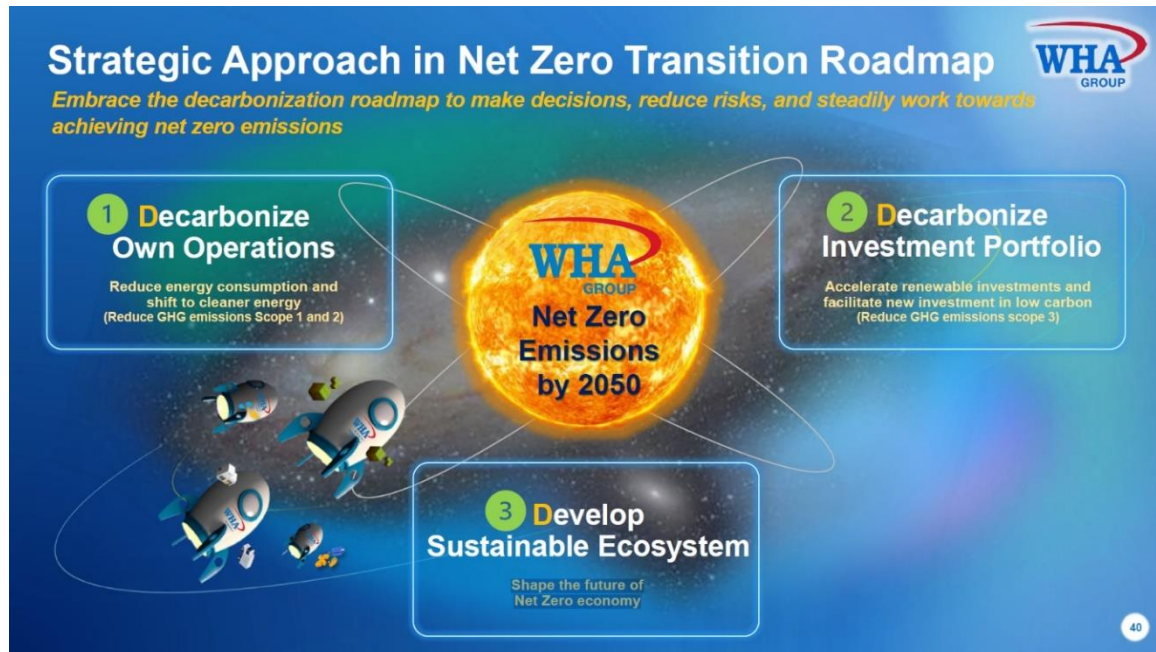 Strategic Approach in Net Zero Transition Roadmap
WHA
GROUP
Embrace the decarbonization roadmap to make decisions, reduce risks, and steadily work towards
achieving net zero emissions
1 Decarbonize
Own Operations
Reduce energy consumption and
shift to cleaner energy
(Reduce GHG emissions Scope 1 and 2)
WHA
GROUP
Net Zero
Emissions
by 2050
2 Decarbonize
Investment Portfolio
Accelerate renewable investments and
facilitate new investment in low carbon
(Reduce GHG emissions scope 3)
WHA
WHA
3 Develop
Sustainable Ecosystem
Shape the future of
Net Zero economy
40